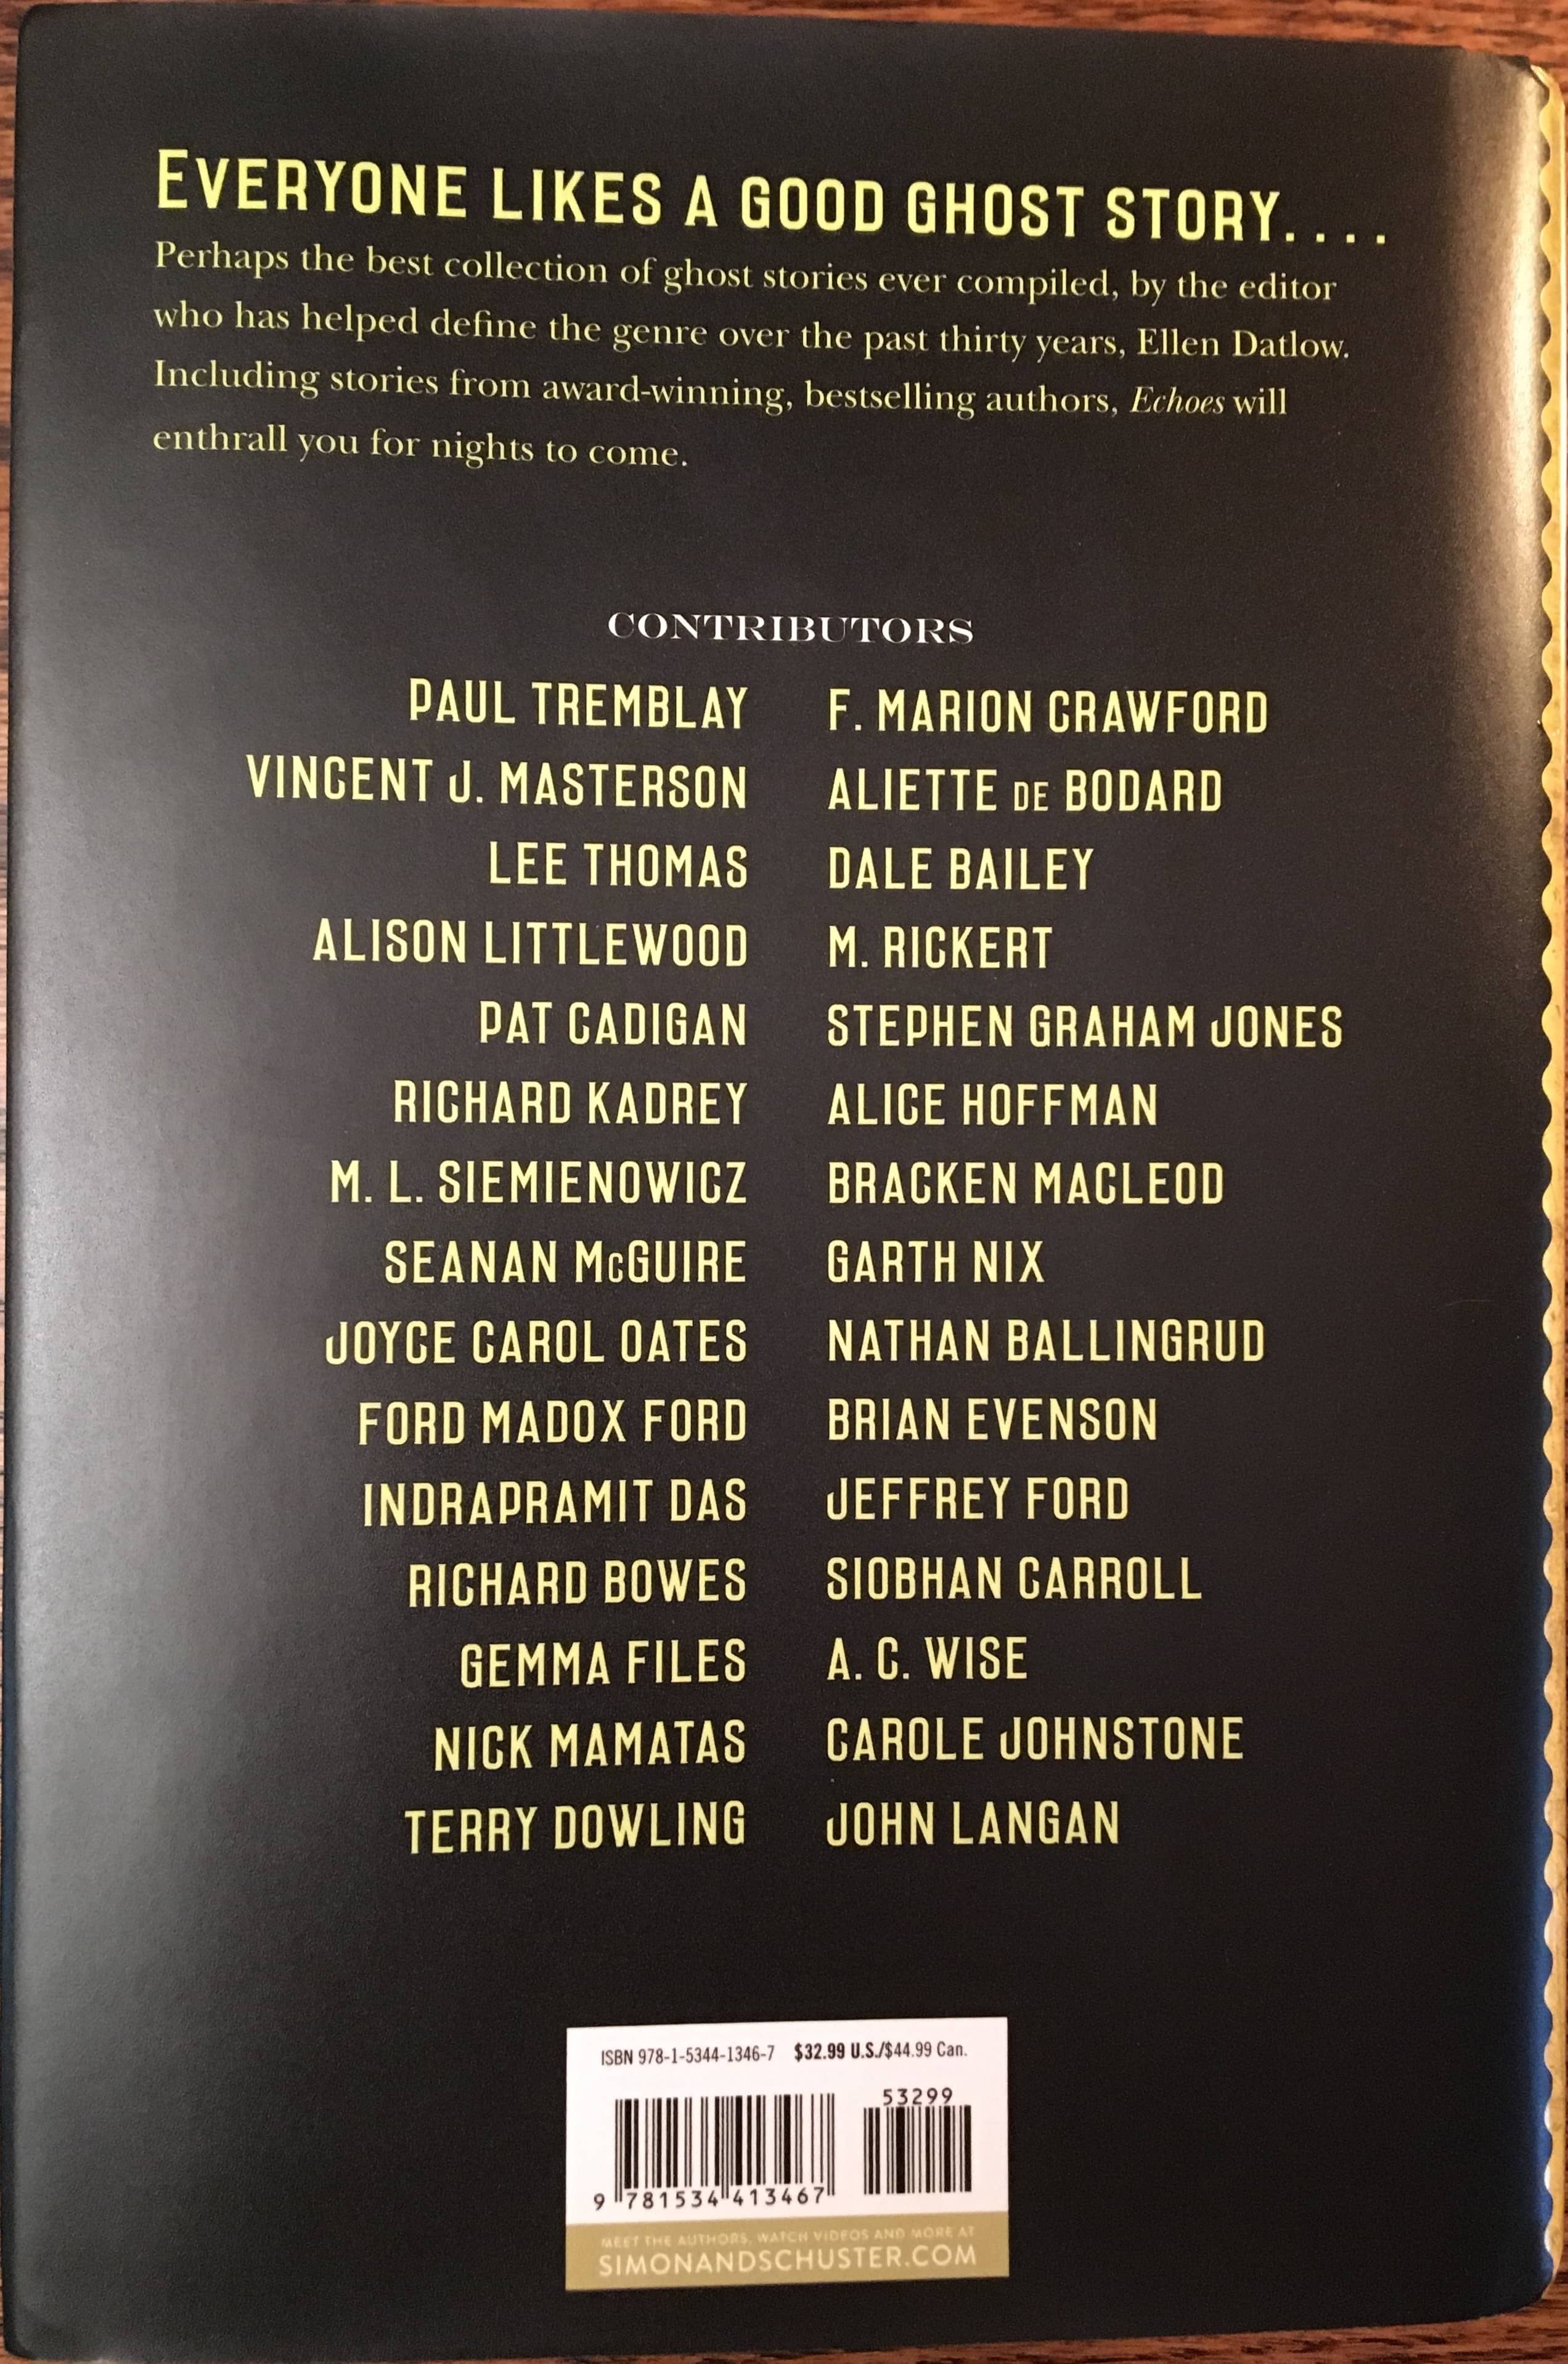 EVERYONE LIKES A GOOD GHOST STORY. . . .
Perhaps the best collection of ghost stories ever compiled, by the editor
who has helped define the genre over the past thirty years, Ellen Datlow.
Including stories from award-winning, bestselling authors, Echoes will
enthrall you for nights to come.
CONTRIBUTORS
PAUL TREMBLAY
VINCENT J. MASTERSON
LEE THOMAS
ALISON LITTLEWOOD
PAT CADIGAN
RICHARD KADREY
M. L. SIEMIENOWICZ
SEANAN McGUIRE
JOYCE CAROL OATES
FORD MADOX FORD
INDRAPRAMIT DAS
RICHARD BOWES
GEMMA FILES
NICK MAMATAS
TERRY DOWLING
F. MARION CRAWFORD
ALIETTE DE BODARD
DALE BAILEY
M. RICKERT
STEPHEN GRAHAM JONES
ALICE HOFFMAN
BRACKEN MACLEOD
GARTH NIX
NATHAN BALLINGRUD
BRIAN EVENSON
JEFFREY FORD
SIOBHAN CARROLL
A. C. WISE
CAROLE JOHNSTONE
JOHN LANGAN
ISBN 978-1-5344-1346-7 $32.99 U.S./$44.99 Can.
53299
9 781534 413467
MEET THE AUTHORS, WATCH VIDEOS AND MORE AT
SIMONANDSCHUSTER.COM